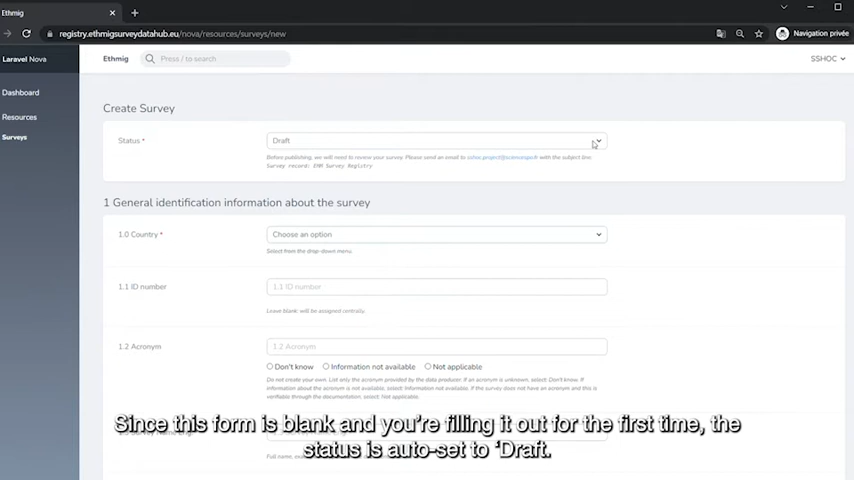 Ethmig
registry.ethmigsurveydatahub.eu/nova/resources/surveys/new
Navigation privée
Laravel Nova
Ethmig
Press / to search
SSHOC
Dashboard
Resources
Surveys
Create Survey
Status *
Draft
Before publishing, we will need to review your survey. Please send an email to sshoc.project@sciencespo.fr with the subject line:
Survey record: EMM Survey Registry
1 General identification information about the survey
1.0 Country *
Choose an option
Select from the drop-down menu.
1.1 ID number
1.1 ID number
Leave blank: will be assigned centrally.
1.2 Acronym
1.2 Acronym
Don't know
Information not available
Not applicable
Do not create your own. List only the acronym provided by the data producer. If an acronym is unknown, select: Don't know. If
information about the acronym is not available, select: Information not available. If the survey does not have an acronym and this is
verifiable through the documentation, select: Not applicable.
Since this form is blank and you're filling it out for the first time, the
status is auto-set to 'Draft.